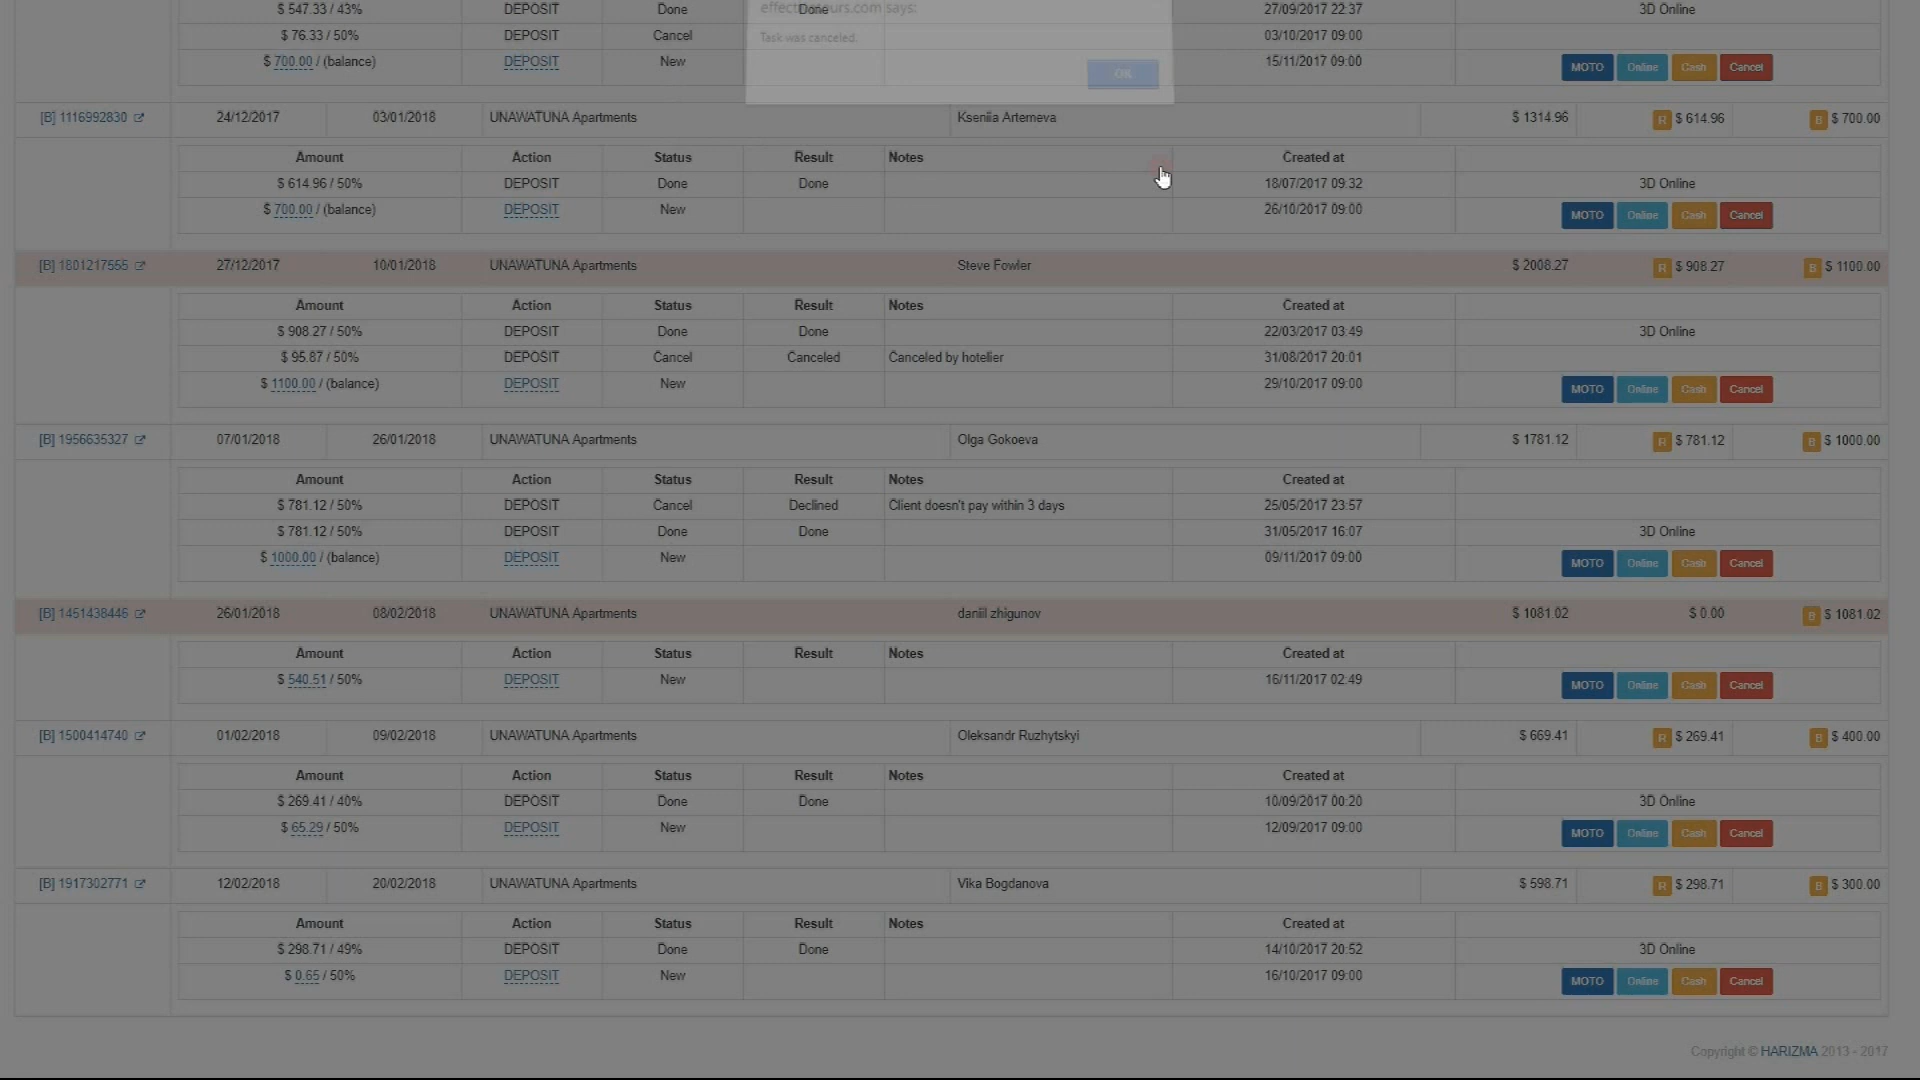 $ 547.33 / 43% DEPOSIT Done Done 27/09/2017 22:37 3D Online
says:
$ 76.33 / 50% DEPOSIT Cancel 03/10/2017 09:00
Task was canceled.
$ 700.00 / (balance) DEPOSIT New 15/11/2017 09:00 MOTO Online Cash Cancel
OK
[B] 1116992830 24/12/2017 03/01/2018 UNAWATUNA Apartments Kseniia Artemeva $ 1314.96 R $ 614.96 B $ 700.00
Amount Action Status Result Notes Created at
$ 614.96 / 50% DEPOSIT Done Done 18/07/2017 09:32 3D Online
$ 700.00 / (balance) DEPOSIT New 26/10/2017 09:00 MOTO Online Cash Cancel
[B] 1801217555 27/12/2017 10/01/2018 UNAWATUNA Apartments Steve Fowler $ 2008.27 R $ 908.27 B $ 1100.00
Amount Action Status Result Notes Created at
$ 908.27 / 50% DEPOSIT Done Done 22/03/2017 03:49 3D Online
$ 95.87 / 50% DEPOSIT Cancel Canceled Canceled by hotelier 31/08/2017 20:01
$ 1100.00 / (balance) DEPOSIT New 29/10/2017 09:00 MOTO Online Cash Cancel
[B] 1956635327 07/01/2018 26/01/2018 UNAWATUNA Apartments Olga Gokoeva $ 1781.12 R $ 781.12 B $ 1000.00
Amount Action Status Result Notes Created at
$ 781.12 / 50% DEPOSIT Cancel Declined Client doesn't pay within 3 days 25/05/2017 23:57
$ 781.12 / 50% DEPOSIT Done Done 31/05/2017 16:07 3D Online
$ 1000.00 / (balance) DEPOSIT New 09/11/2017 09:00 MOTO Online Cash Cancel
[B] 1451438446 26/01/2018 08/02/2018 UNAWATUNA Apartments daniil zhigunov $ 1081.02 $ 0.00 B $ 1081.02
Amount Action Status Result Notes Created at
$ 540.51 / 50% DEPOSIT New 16/11/2017 02:49 MOTO Online Cash Cancel
[B] 1500414740 01/02/2018 09/02/2018 UNAWATUNA Apartments Oleksandr Ruzhytskyi $ 669.41 R $ 269.41 B $ 400.00
Amount Action Status Result Notes Created at
$ 269.41 / 40% DEPOSIT Done Done 10/09/2017 00:20 3D Online
$ 65.29 / 50% DEPOSIT New 12/09/2017 09:00 MOTO Online Cash Cancel
[B] 1917302771 12/02/2018 20/02/2018 UNAWATUNA Apartments Vika Bogdanova $ 598.71 R $ 298.71 B $ 300.00
Amount Action Status Result Notes Created at
$ 298.71 / 49% DEPOSIT Done Done 14/10/2017 20:52 3D Online
$ 0.65 / 50% DEPOSIT New 16/10/2017 09:00 MOTO Online Cash Cancel
Copyright © HARIZMA 2013 - 2017